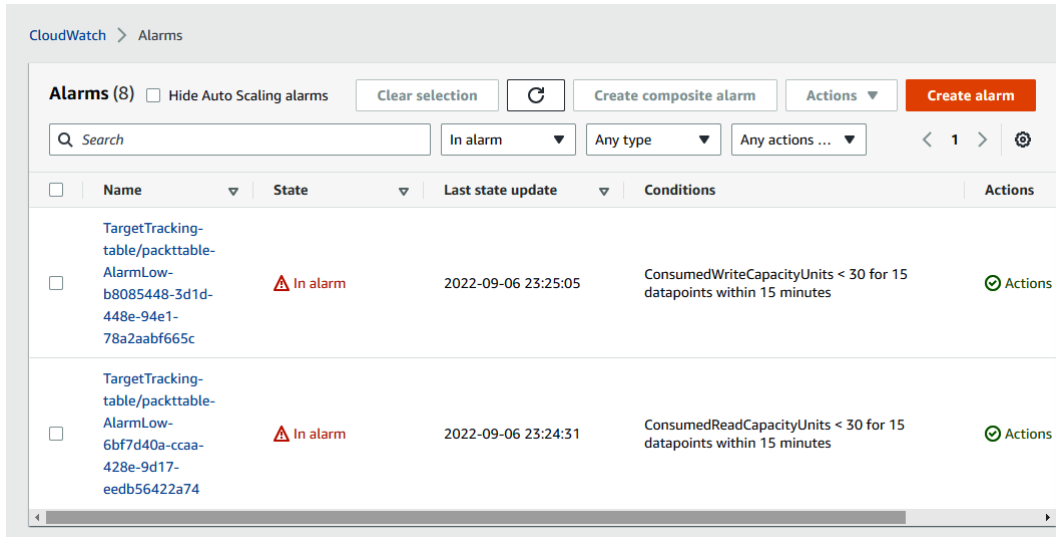 CloudWatch > Alarms
Alarms (8) Hide Auto Scaling alarms Clear selection Create composite alarm Actions Create alarm
Search In alarm Any type Any actions ... < 1 >
Name State Last state update Conditions Actions
TargetTracking-
table/packttable-
AlarmLow-
b8085448-3d1d-
448e-94e1-
78a2aabf665c
In alarm
2022-09-06 23:25:05
ConsumedWriteCapacityUnits < 30 for 15
datapoints within 15 minutes
Actions
TargetTracking-
table/packttable-
AlarmLow-
6bf7d40a-ccaa-
428e-9d17-
eedb56422a74
In alarm
2022-09-06 23:24:31
ConsumedReadCapacityUnits < 30 for 15
datapoints within 15 minutes
Actions